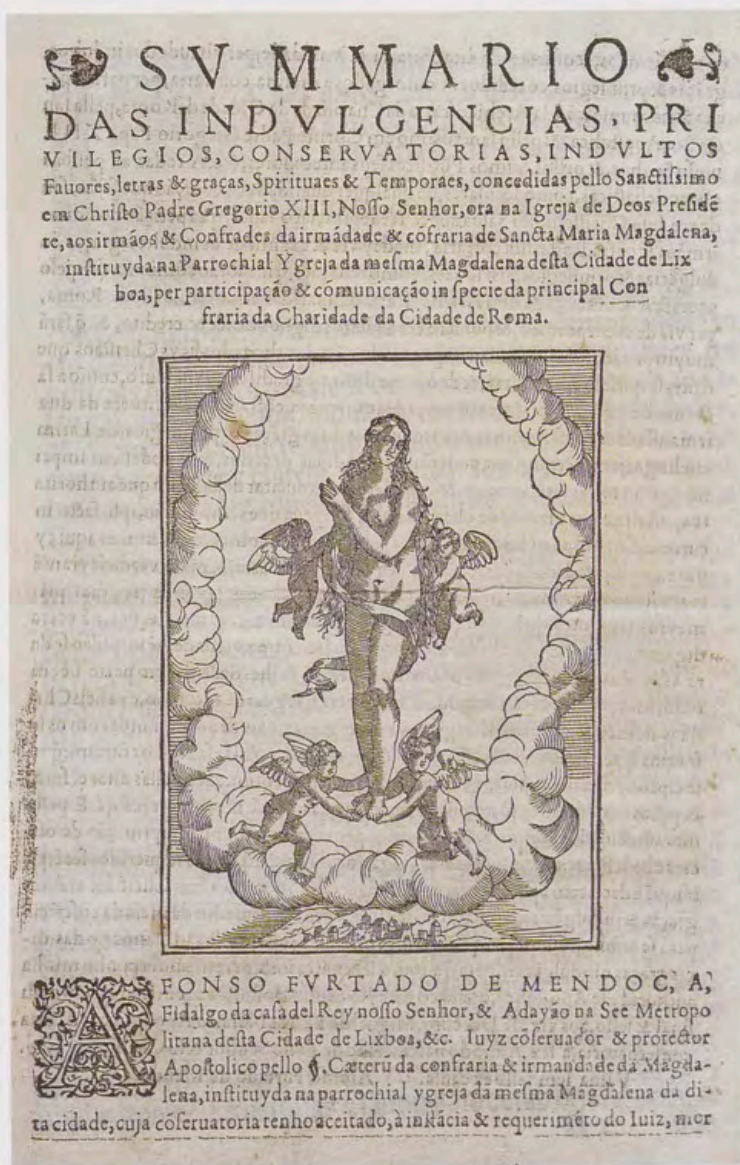 SVMMARIO
DAS INDVLGENCIAS, PRI
VILEGIOS, CONSERVATORIAS, INDVLTOS
Fauores, letras & graças, Spirituaes & Temporaes, concedidas pello Sanctiſsimo
em Chriſto Padre Gregorio XIII, Noſſo Senhor, ora na Igreja de Deos Preſidẽ
te, aos irmãos & Confrades da irmãdade & cõfraria de Sancta Maria Magdalena,
inſtituyda na Parrochial Ygreja da meſma Magdalena deſta Cidade de Lix
boa, per participação & cõmunicação in ſpecie da principal Con
fraria da Charidade da Cidade de Roma.
AFONSO FVRTADO DE MENDOC,A,
Fidalgo da caſa del Rey noſſo Senhor, & Adayão na See Metropo
litana deſta Cidade de Lixboa, &c. Iuyz cõſeruador & protector
Apoſtolico pello §. Cæterũ da confraria & irmandade da Magda-
lena, inſtituyda na parrochial ygreja da meſma Magdalena da di-
ta cidade, cuja cõſeruatoria tenho aceitado, à inſtãcia & requerimẽto do Iuiz, mor